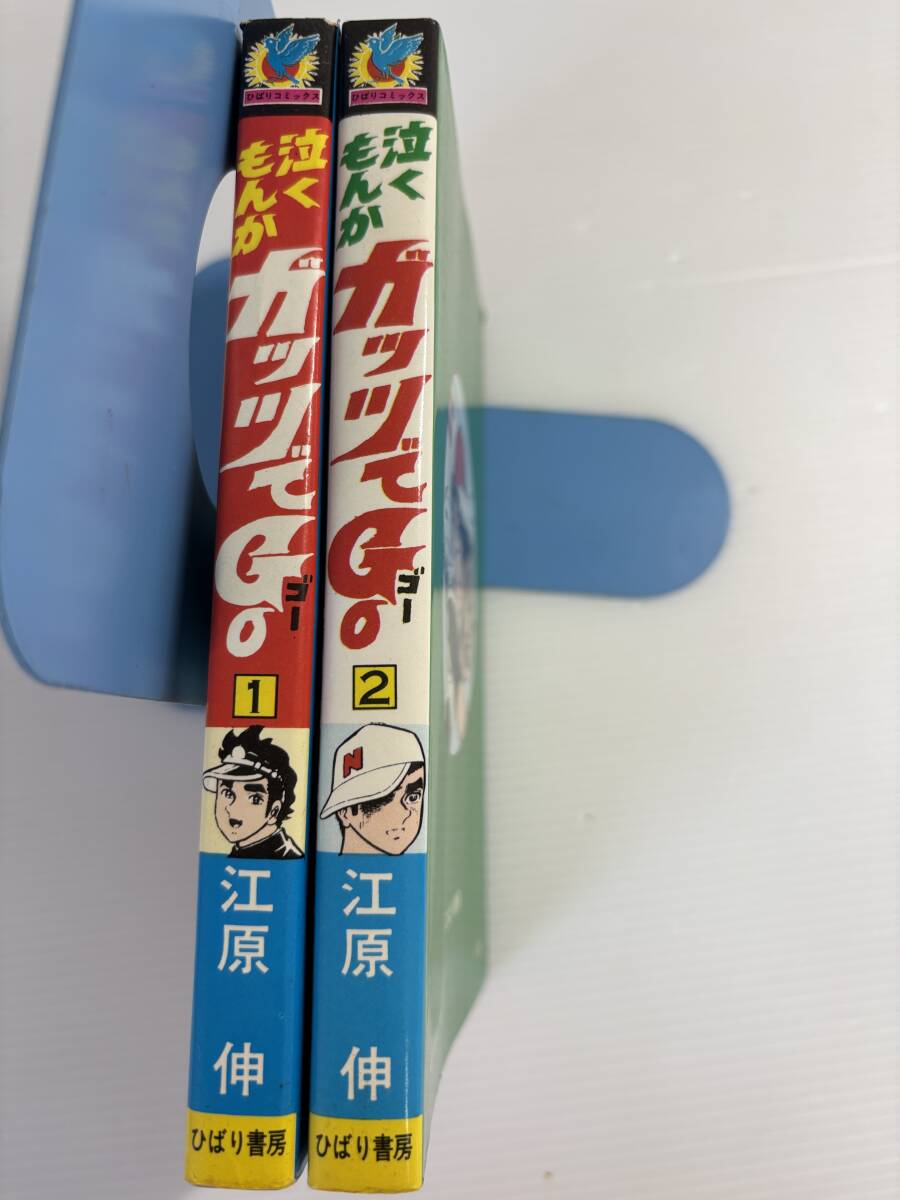 ひばりコミックス
泣く
もんか
ガッツでGo
ゴー
1
江原 伸
ひばり書房
ひばりコミックス
泣く
もんか
ガッツでGo
ゴー
2
N
江原 伸
ひばり書房